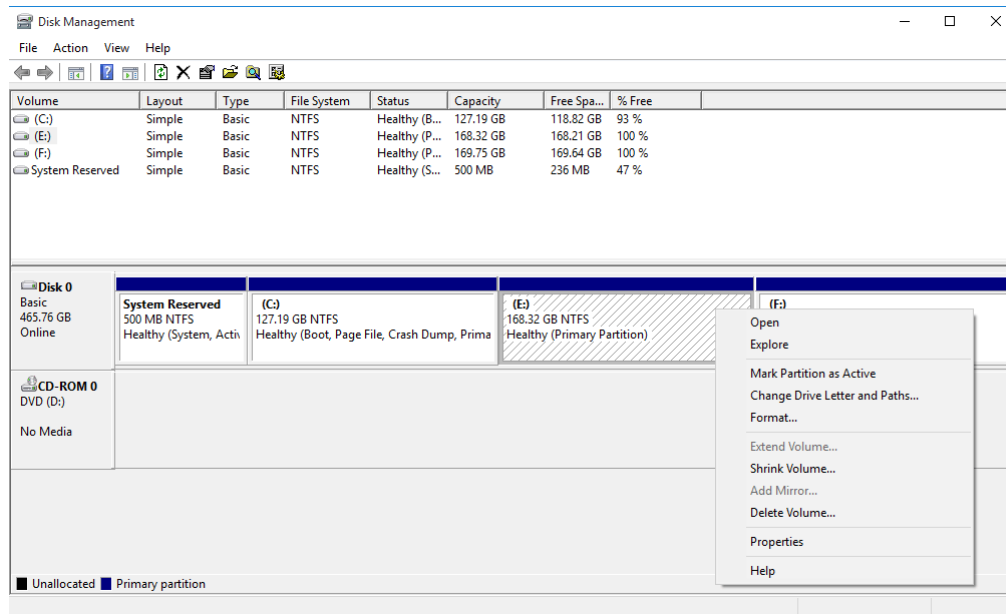 Disk Management
File Action View Help
Volume Layout Type File System Status Capacity Free Spa... % Free
(C:) Simple Basic NTFS Healthy (B... 127.19 GB 118.82 GB 93 %
(E:) Simple Basic NTFS Healthy (P... 168.32 GB 168.21 GB 100 %
(F:) Simple Basic NTFS Healthy (P... 169.75 GB 169.64 GB 100 %
System Reserved Simple Basic NTFS Healthy (S... 500 MB 236 MB 47 %
Disk 0
Basic
465.76 GB
Online
System Reserved
500 MB NTFS
Healthy (System, Activ
(C:)
127.19 GB NTFS
Healthy (Boot, Page File, Crash Dump, Prima
(E:)
168.32 GB NTFS
Healthy (Primary Partition)
(F:)
CD-ROM 0
DVD (D:)
No Media
Open
Explore
Mark Partition as Active
Change Drive Letter and Paths...
Format...
Extend Volume...
Shrink Volume...
Add Mirror...
Delete Volume...
Properties
Help
Unallocated Primary partition